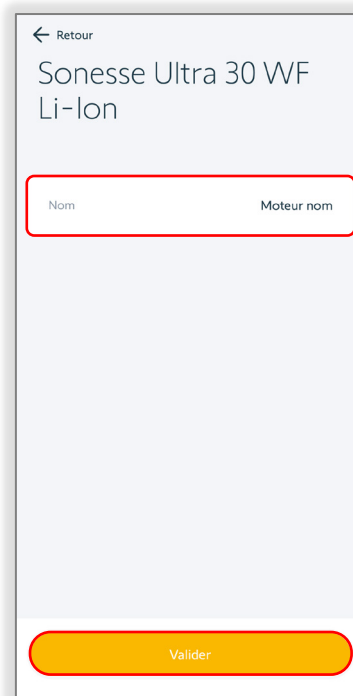 ← Retour
Sonesse Ultra 30 WF
Li-Ion
Nom Moteur nom
Valider